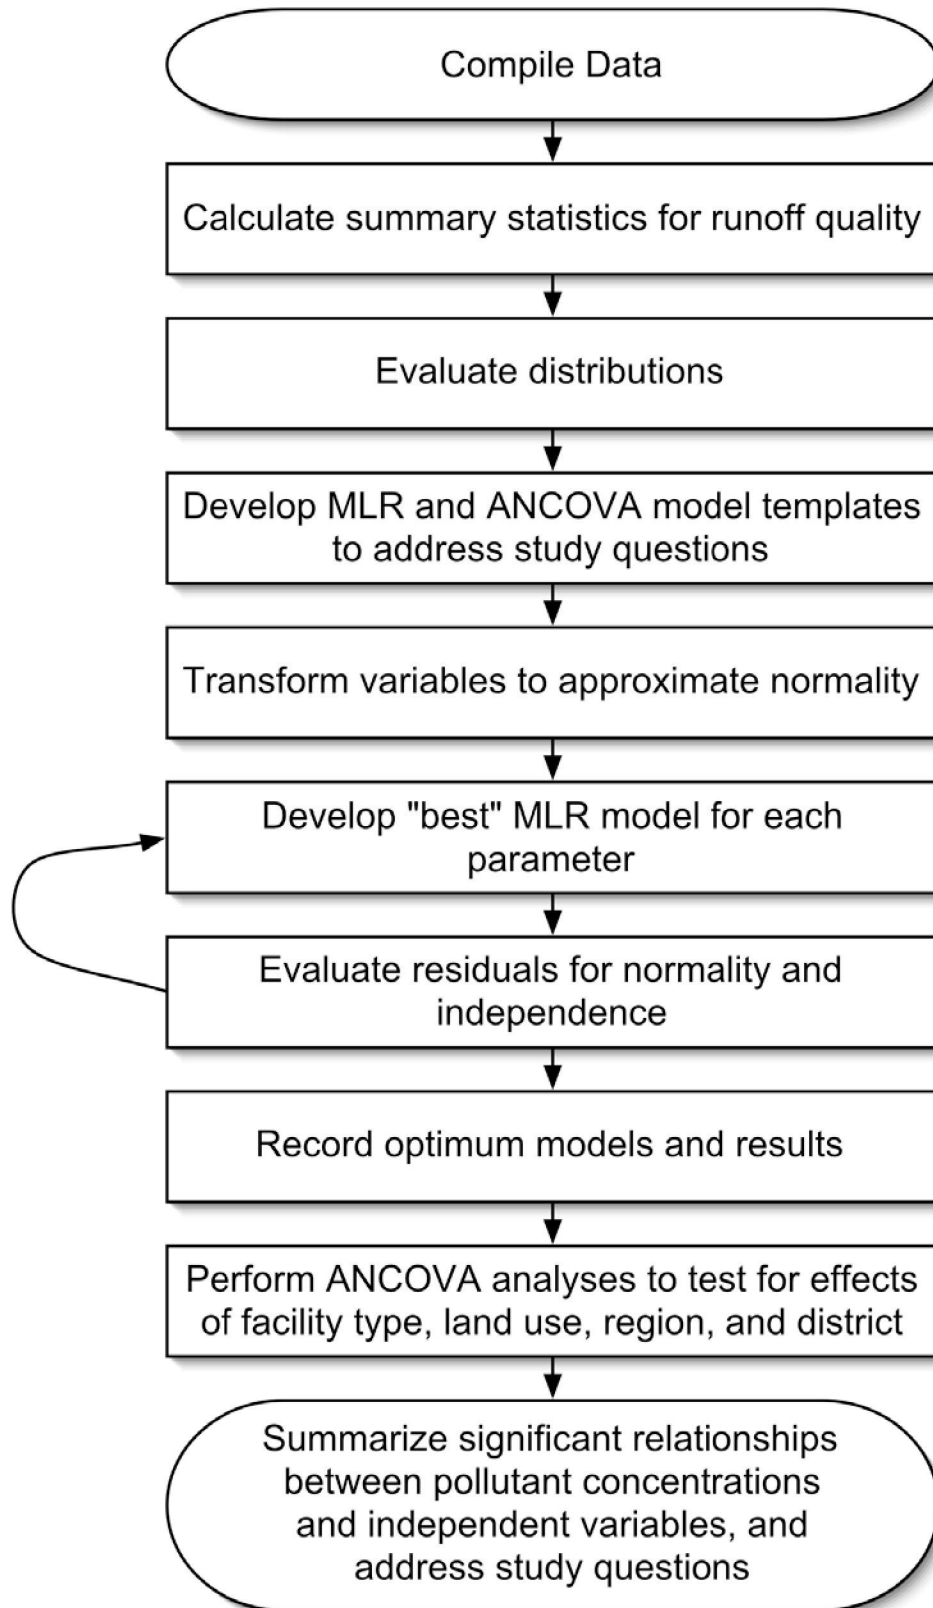 Compile Data
Calculate summary statistics for runoff quality
Evaluate distributions
Develop MLR and ANCOVA model templates
to address study questions
Transform variables to approximate normality
Develop "best" MLR model for each
parameter
Evaluate residuals for normality and
independence
Record optimum models and results
Perform ANCOVA analyses to test for effects
of facility type, land use, region, and district
Summarize significant relationships
between pollutant concentrations
and independent variables, and
address study questions